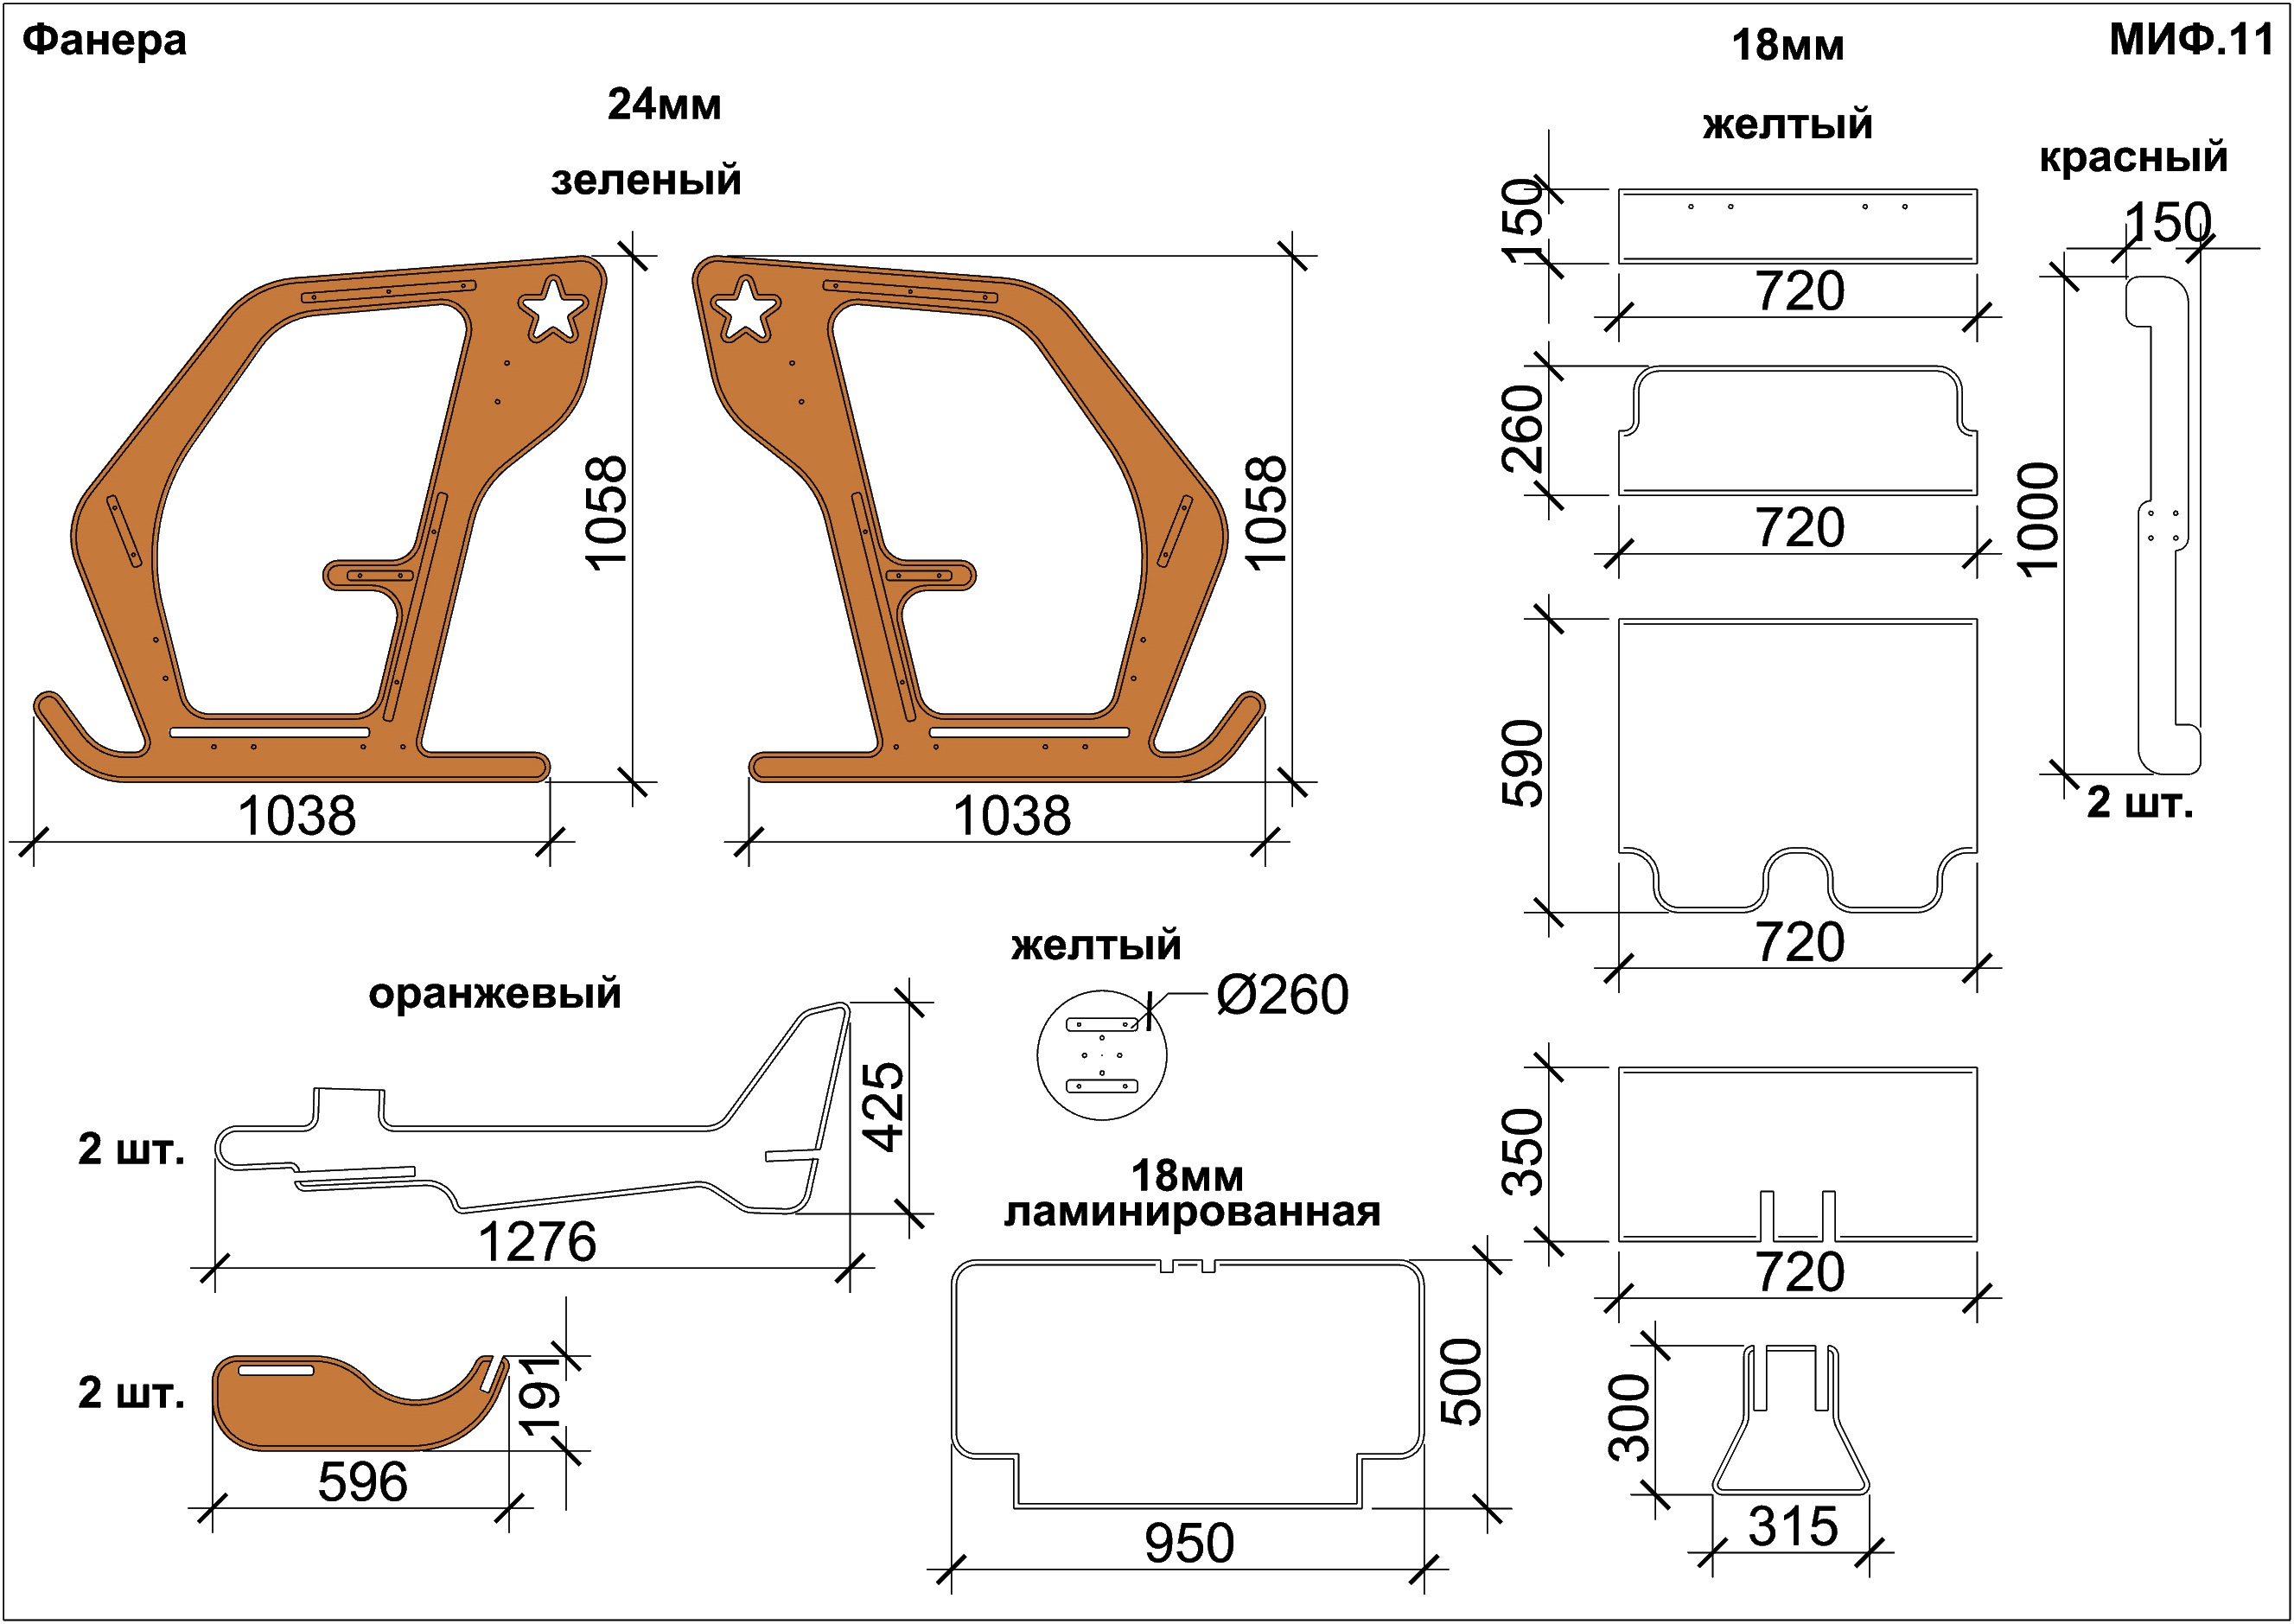 Фанера
24мм
зеленый
1058
1058
1038
1038
18мм
МИФ.11
желтый
красный
150
720
150
260
720
1000
590
720
2 шт.
оранжевый
желтый
Ø260
425
2 шт.
1276
18мм
ламинированная
350
720
2 шт.
191
596
500
950
300
315